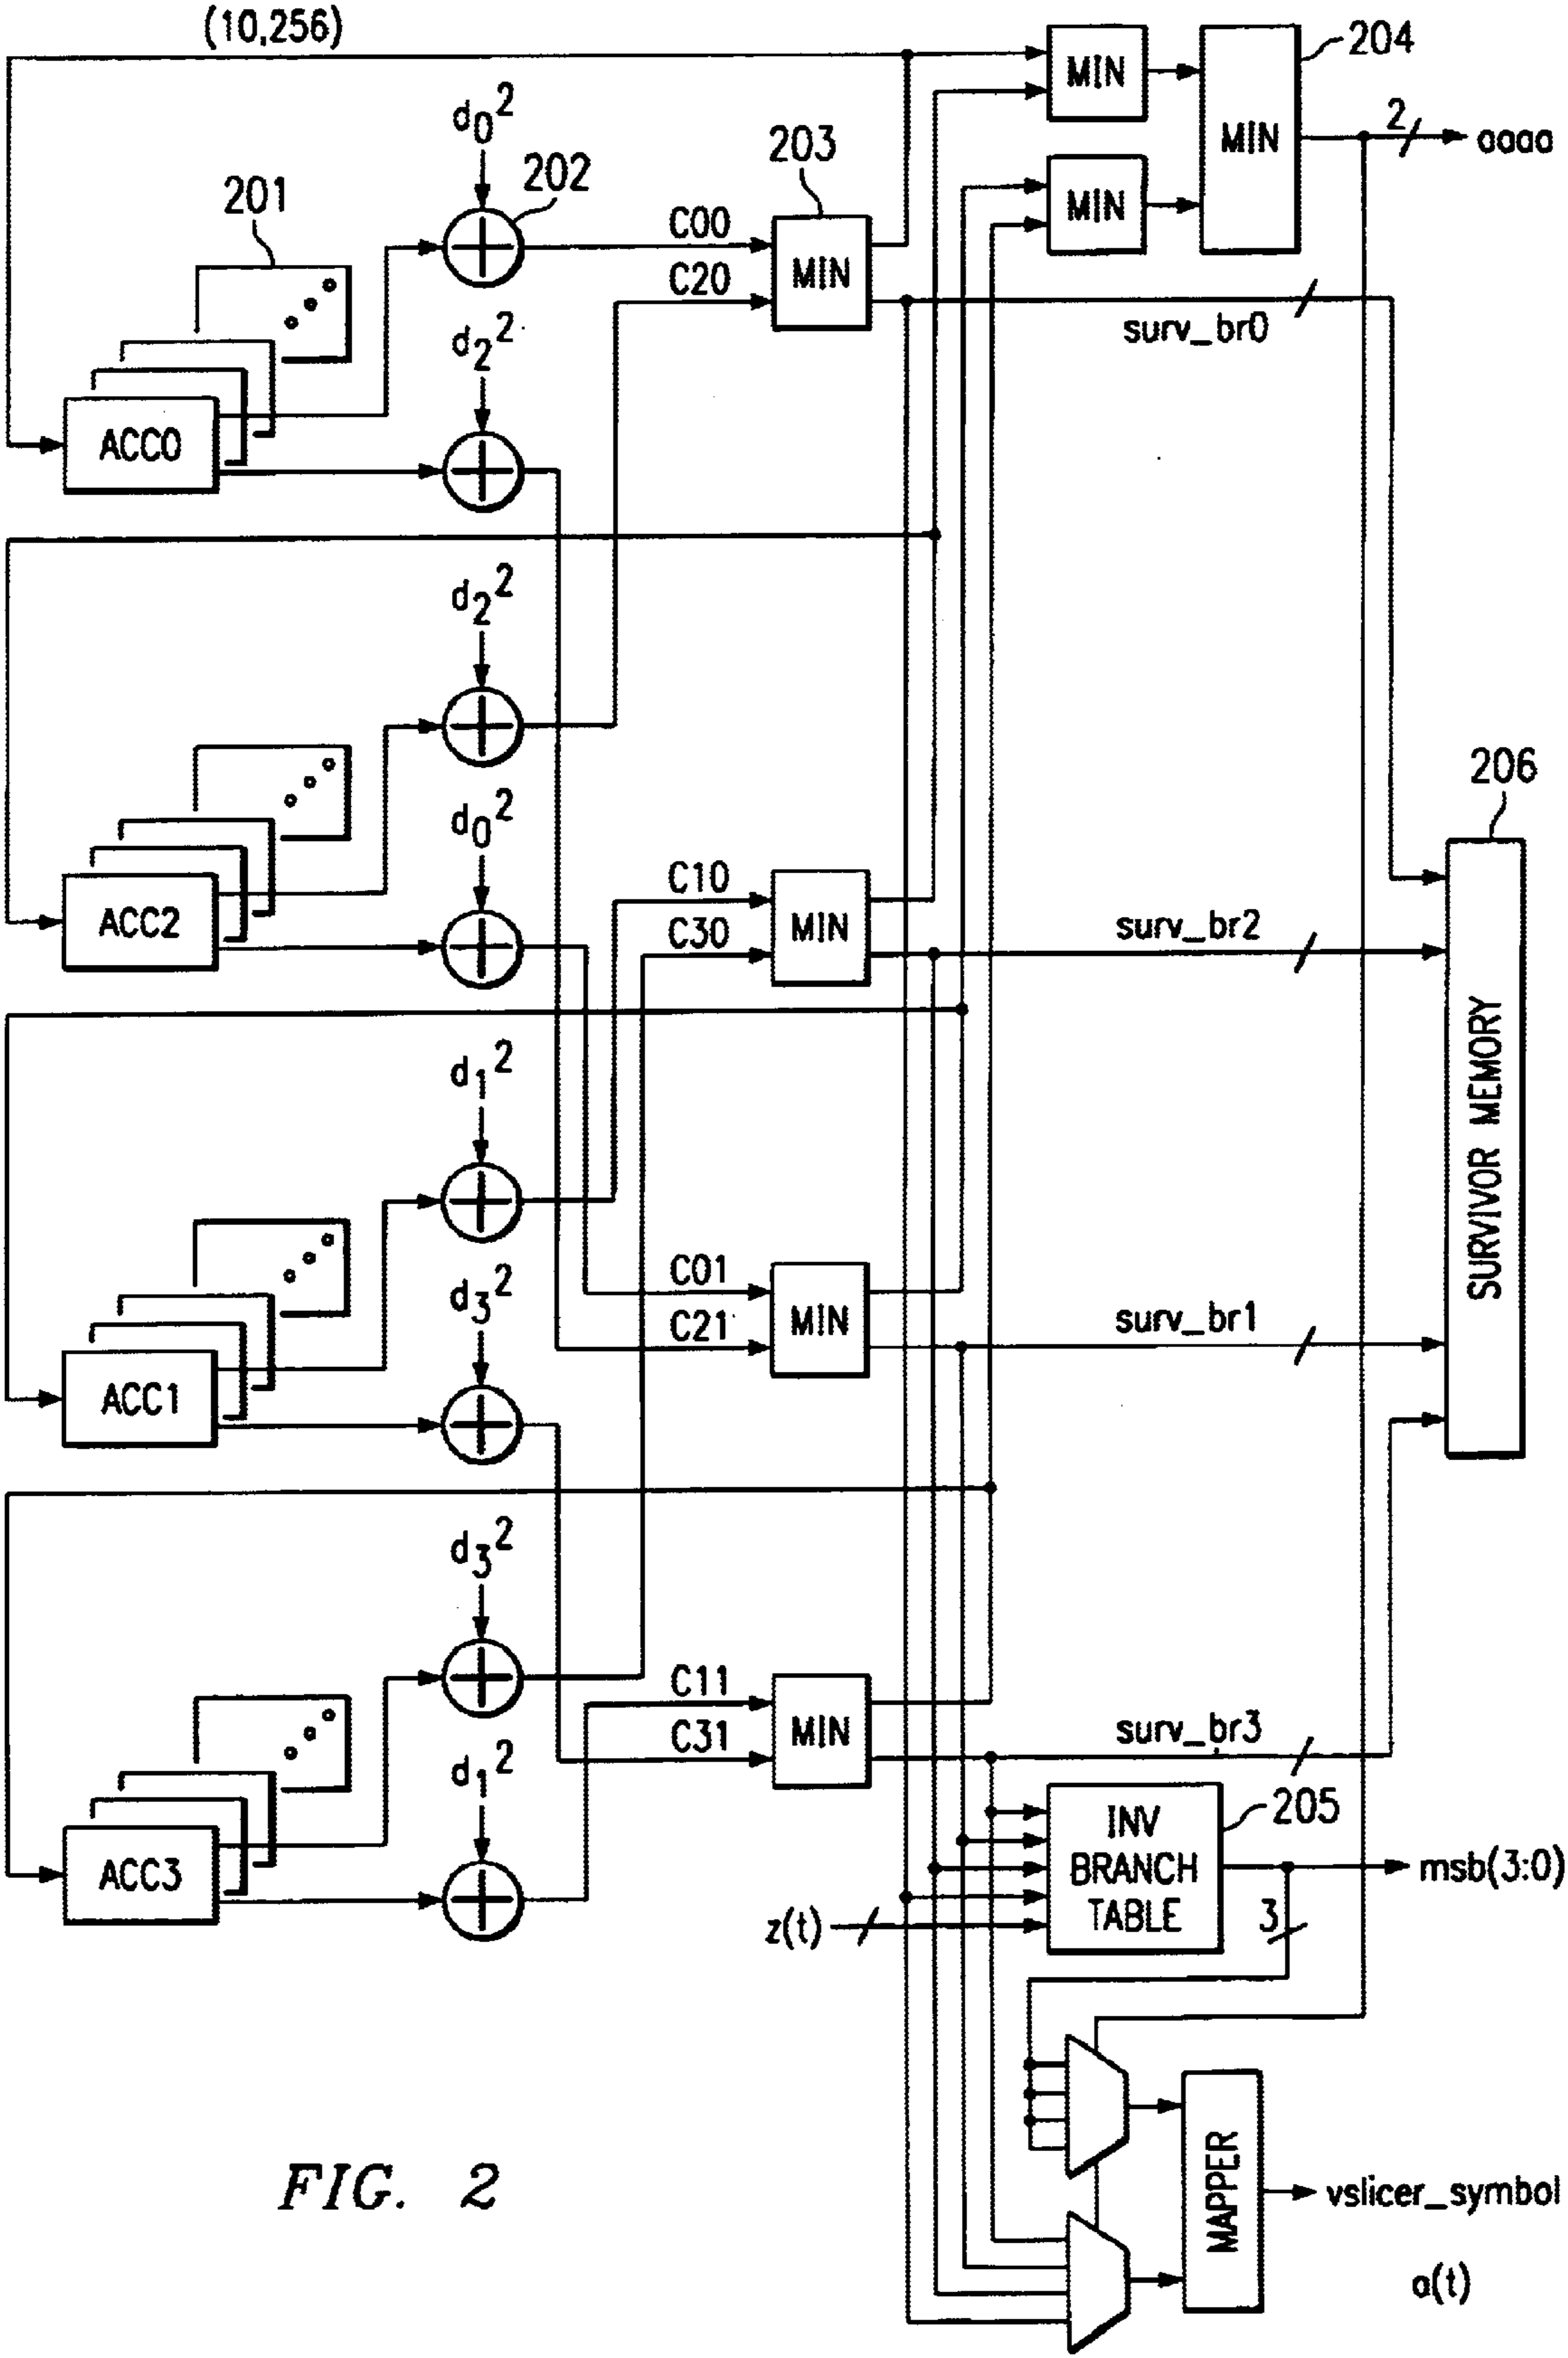 (10,256)
204
MIN
MIN
2
aaaa
d0²
202
203
201
C00
MIN
MIN
C20
surv_br0
d2²
ACC0
d2²
206
d0²
C10
ACC2
MIN
C30
surv_br2
SURVIVOR MEMORY
d1²
C01
d3²
MIN
C21
surv_br1
ACC1
d3²
C11
MIN
C31
surv_br3
d1²
205
INV
BRANCH
TABLE
ACC3
msb(3:0)
z(t)
3
MAPPER
vslicer_symbol
FIG. 2
a(t)